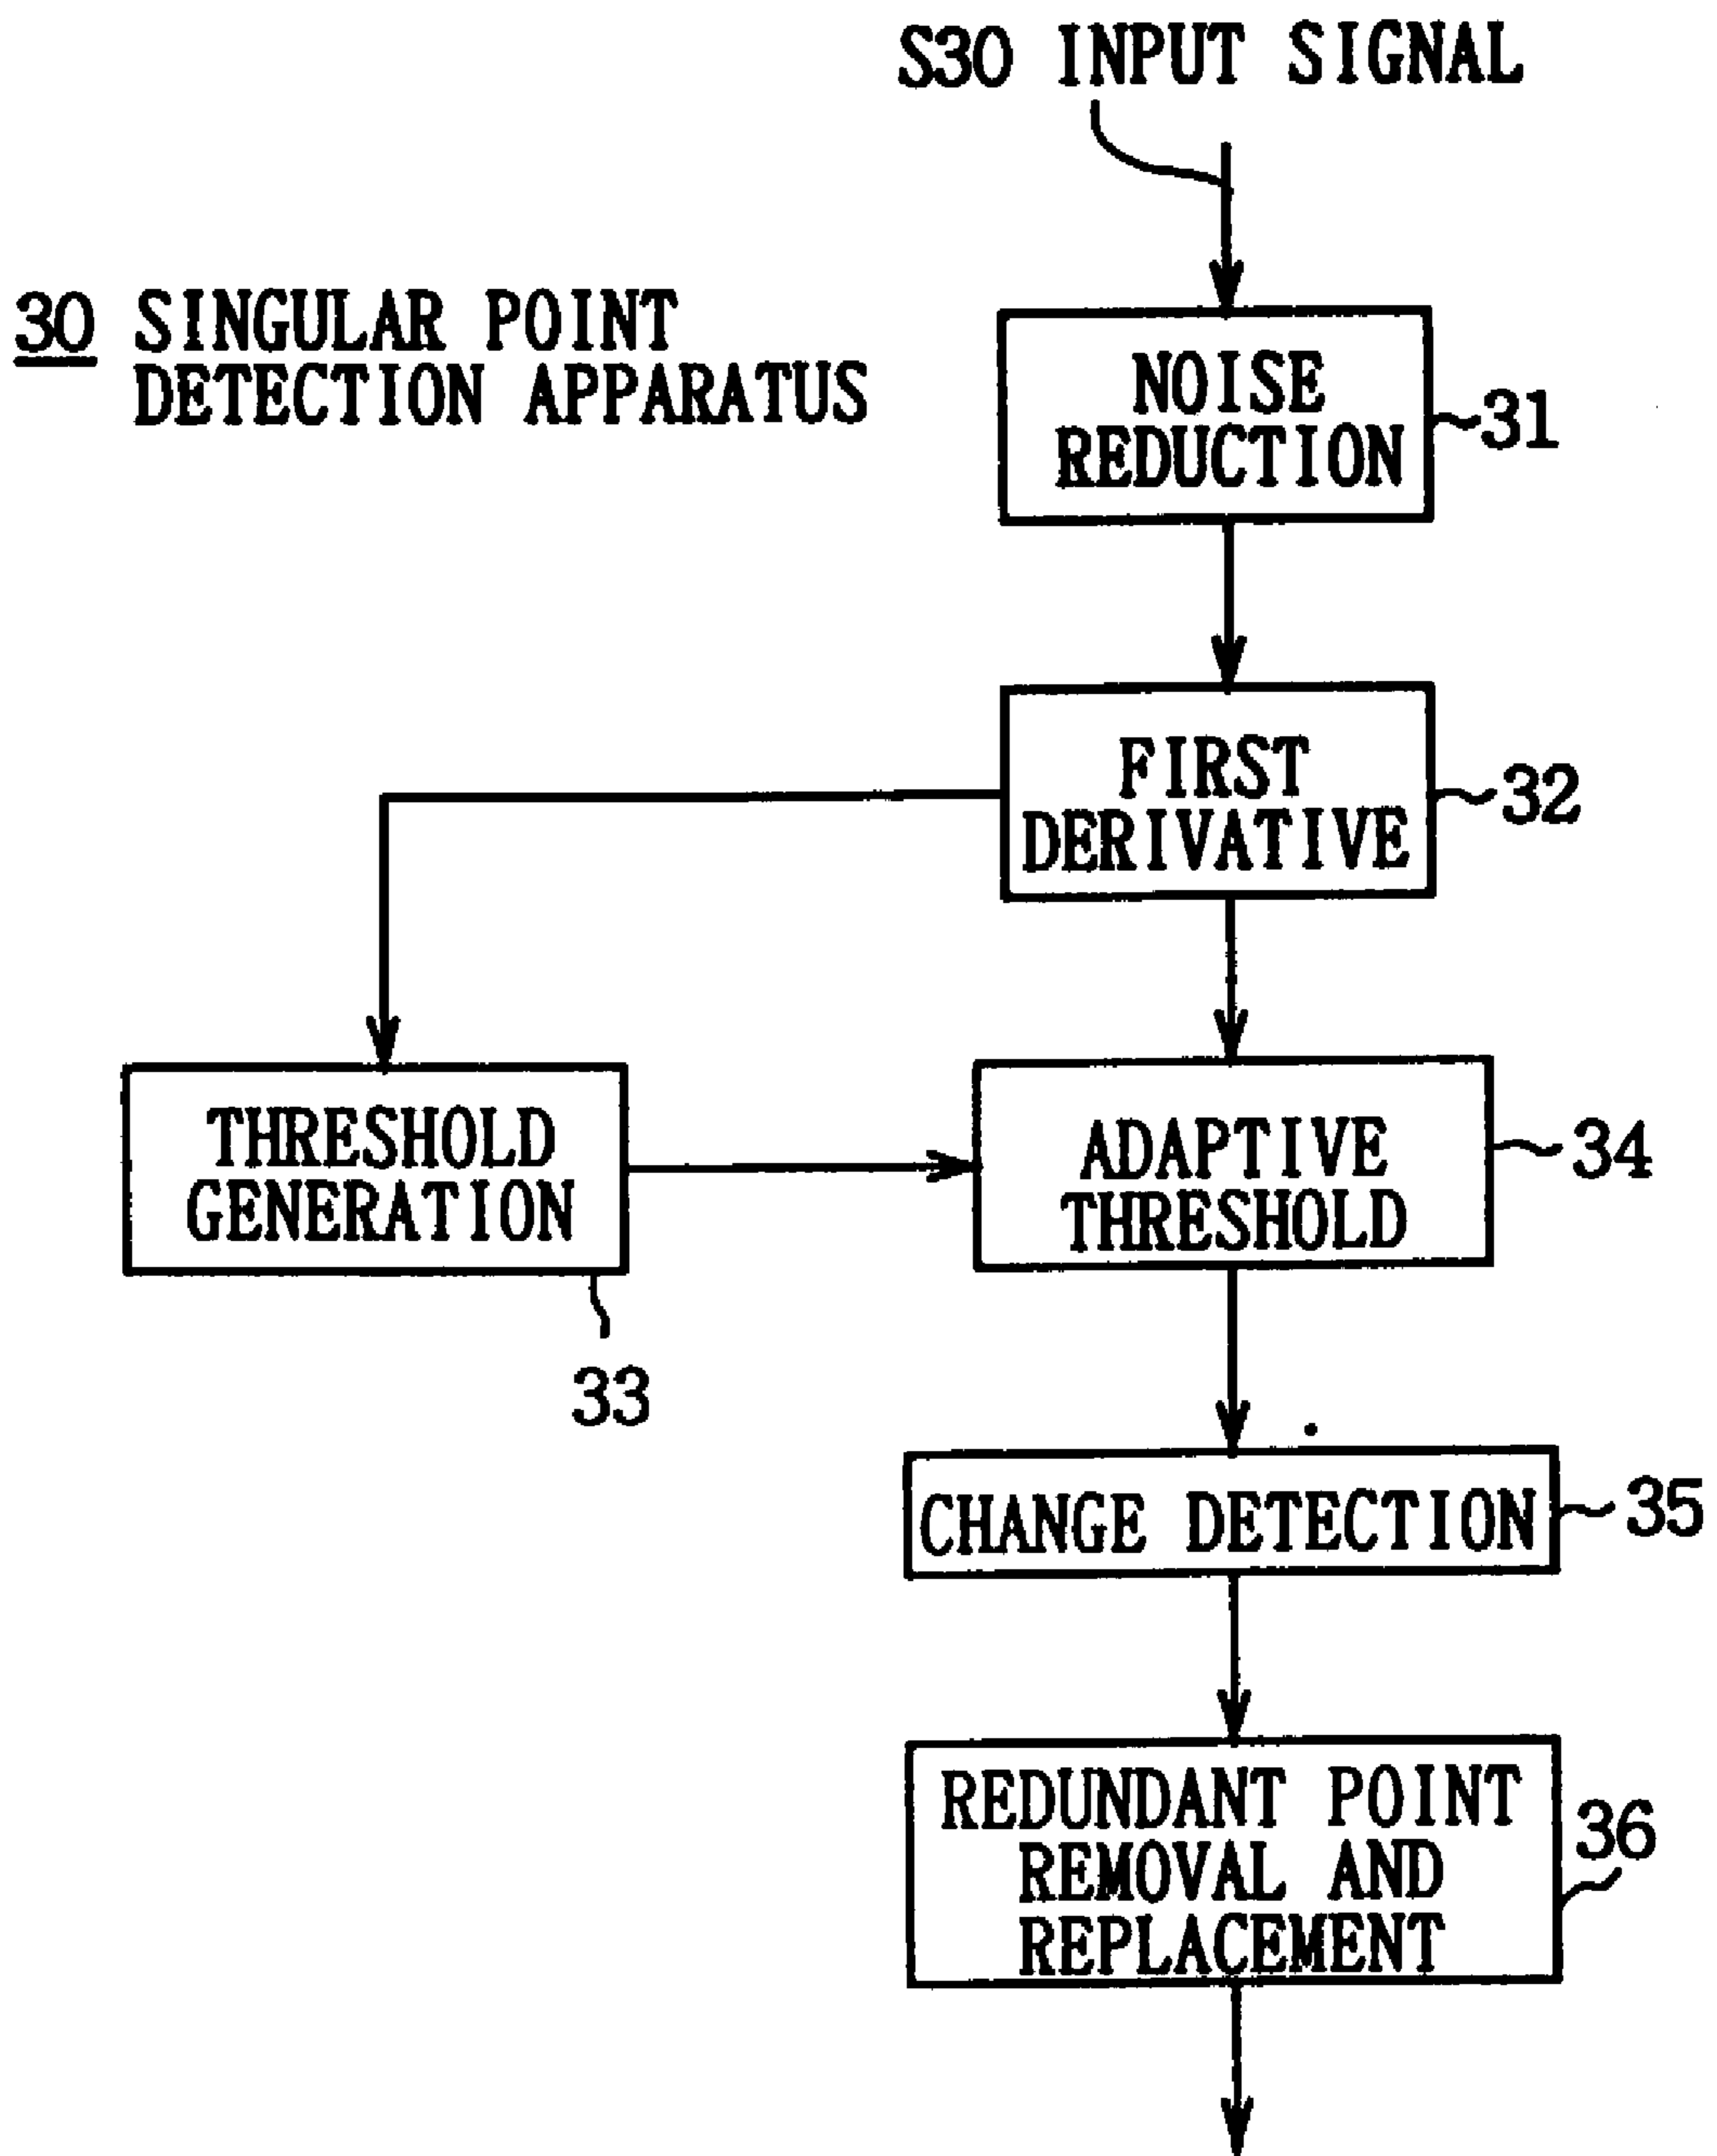 S30 INPUT SIGNAL
30 SINGULAR POINT
DETECTION APPARATUS
NOISE
REDUCTION
31
FIRST
DERIVATIVE
32
THRESHOLD
GENERATION
33
ADAPTIVE
THRESHOLD
34
CHANGE DETECTION
35
REDUNDANT POINT
REMOVAL AND
REPLACEMENT
36